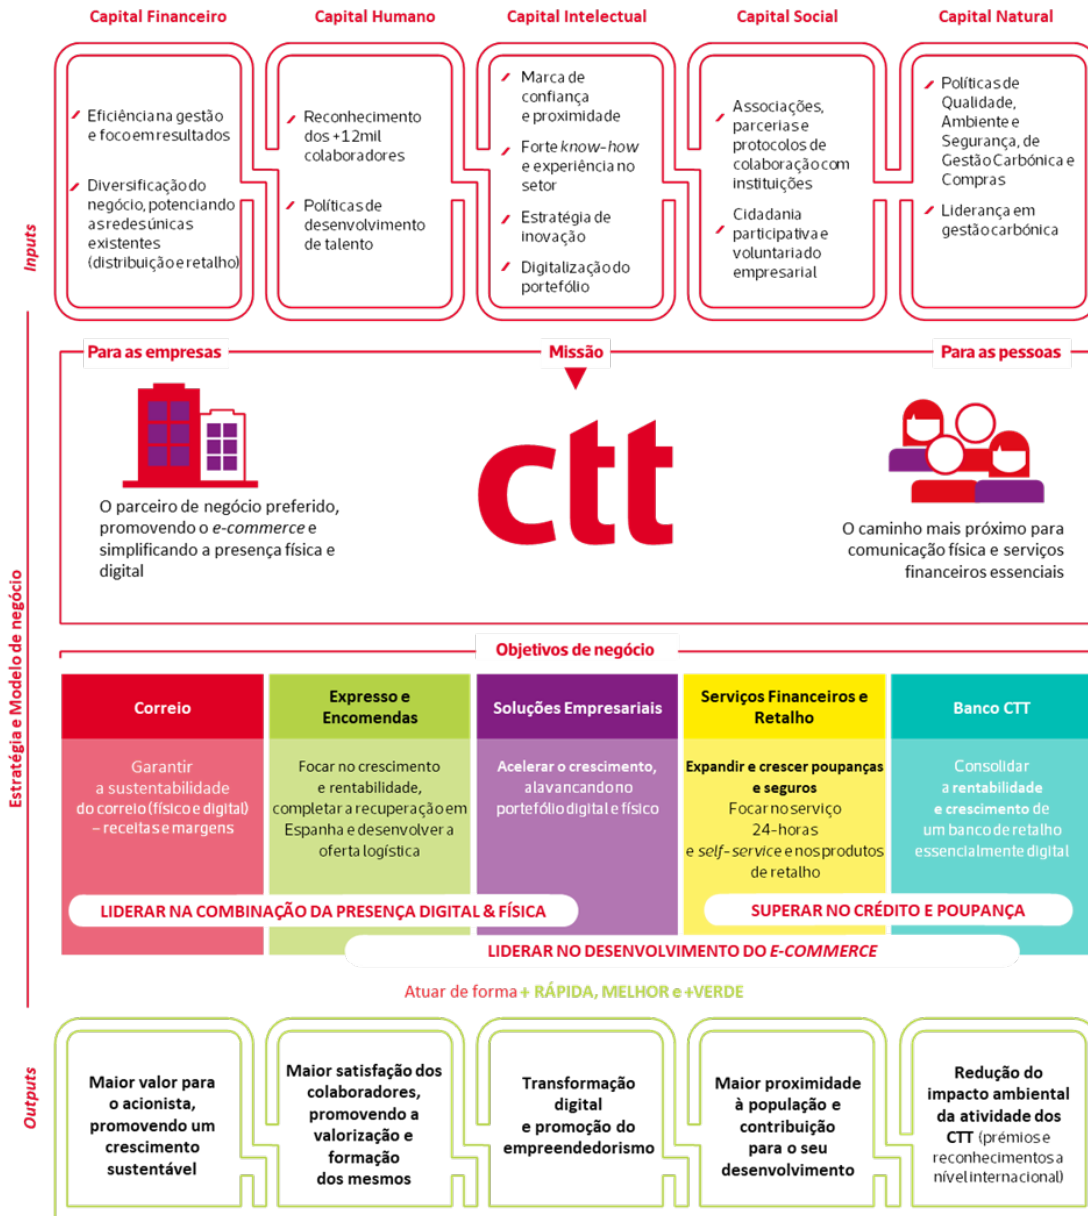 Capital Financeiro
Capital Humano
Capital Intelectual
Capital Social
Capital Natural
Inputs
Eficiência na gestão
e foco em resultados
Diversificação do
negócio, potenciando
as redes únicas
existentes
(distribuição e retalho)
Reconhecimento
dos +12mil
colaboradores
Políticas de
desenvolvimento
de talento
Marca de
confiança
e proximidade
Forte know-how
e experiência no
setor
Estratégia de
inovação
Digitalização do
portefólio
Associações,
parcerias e
protocolos de
colaboração com
instituições
Cidadania
participativa e
voluntariado
empresarial
Políticas de
Qualidade,
Ambiente e
Segurança, de
Gestão Carbónica e
Compras
Liderança em
gestão carbónica
Estratégia e Modelo de negócio
Para as empresas
Missão
Para as pessoas
ctt
O parceiro de negócio preferido,
promovendo o e-commerce e
simplificando a presença física e
digital
O caminho mais próximo para
comunicação física e serviços
financeiros essenciais
Objetivos de negócio
Correio
Garantir
a sustentabilidade
do correio (físico e digital)
– receitas e margens
Expresso e
Encomendas
Focar no crescimento
e rentabilidade,
completar a recuperação em
Espanha e desenvolver a
oferta logística
Soluções Empresariais
Acelerar o crescimento,
alavancando no
portefólio digital e físico
Serviços Financeiros e
Retalho
Expandir e crescer poupanças
e seguros
Focar no serviço
24-horas
e self-service e nos produtos
de retalho
Banco CTT
Consolidar
a rentabilidade
e crescimento de
um banco de retalho
essencialmente digital
LIDERAR NA COMBINAÇÃO DA PRESENÇA DIGITAL & FÍSICA
SUPERAR NO CRÉDITO E POUPANÇA
LIDERAR NO DESENVOLVIMENTO DO E-COMMERCE
Atuar de forma + RÁPIDA, MELHOR e +VERDE
Outputs
Maior valor para
o acionista,
promovendo um
crescimento
sustentável
Maior satisfação dos
colaboradores,
promovendo a
valorização e
formação
dos mesmos
Transformação
digital
e promoção do
empreendedorismo
Maior proximidade
à população e
contribuição
para o seu
desenvolvimento
Redução do
impacto ambiental
da atividade dos
CTT (prémios e
reconhecimentos a
nível internacional)